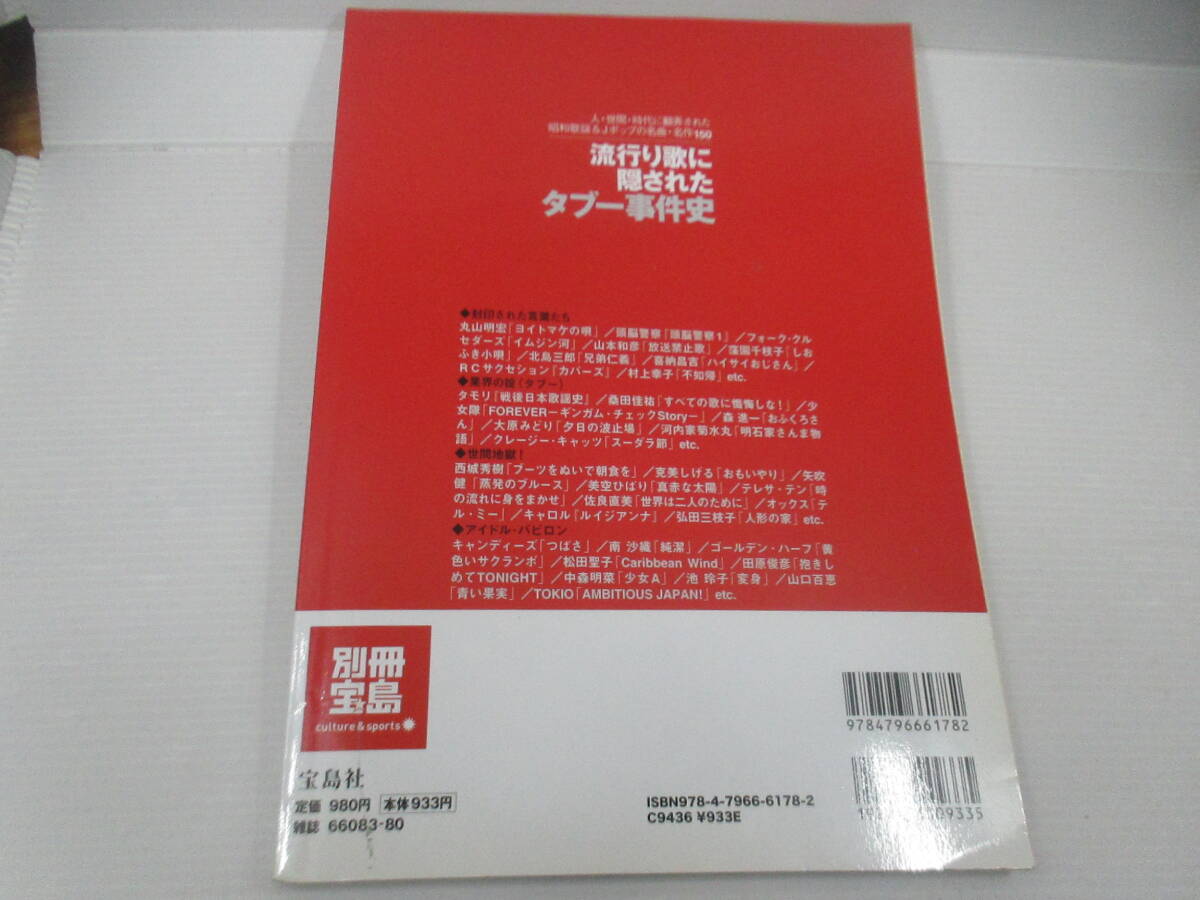 人・世間・時代に翻弄された
昭和歌謡＆Jポップの名曲・名作150
流行り歌に
隠された
タブー事件史
◆封印された言葉たち
丸山明宏「ヨイトマケの唄」／頭脳警察『頭脳警察1』／フォーク・クル
セダーズ「イムジン河」／山本和彦「放送禁止歌」／窪園千枝子「しお
ふき小唄」／北島三郎「兄弟仁義」／喜納昌吉「ハイサイおじさん」／
RCサクセション『カバーズ』／村上幸子「不如帰」etc.
◆業界の掟（タブー）
タモリ『戦後日本歌謡史』／桑田佳祐「すべての歌に懺悔しな！」／少
女隊「FOREVER－ギンガム・チェックStory－」／森 進一「おふくろさ
ん」／大原みどり「夕日の波止場」／河内家菊水丸「明石家さんま物
語」／クレージー・キャッツ「スーダラ節」etc.
◆世間地獄！
西城秀樹「ブーツをぬいで朝食を」／克美しげる「おもいやり」／矢吹
健「蒸発のブルース」／美空ひばり「真赤な太陽」／テレサ・テン「時
の流れに身をまかせ」／佐良直美「世界は二人のために」／オックス「テ
ル・ミー」／キャロル「ルイジアンナ」／弘田三枝子「人形の家」etc.
◆アイドル・バビロン
キャンディーズ「つばさ」／南 沙織「純潔」／ゴールデン・ハーフ「黄
色いサクランボ」／松田聖子「Caribbean Wind」／田原俊彦「抱きし
めてTONIGHT」／中森明菜「少女A」／池 玲子「変身」／山口百恵
「青い果実」／TOKIO「AMBITIOUS JAPAN!」etc.
別冊
宝島
culture & sports
宝島社
定価 980円 本体 933円
雑誌 66083-80
9784796661782
ISBN978-4-7966-6178-2
C9436 ¥933E
09335